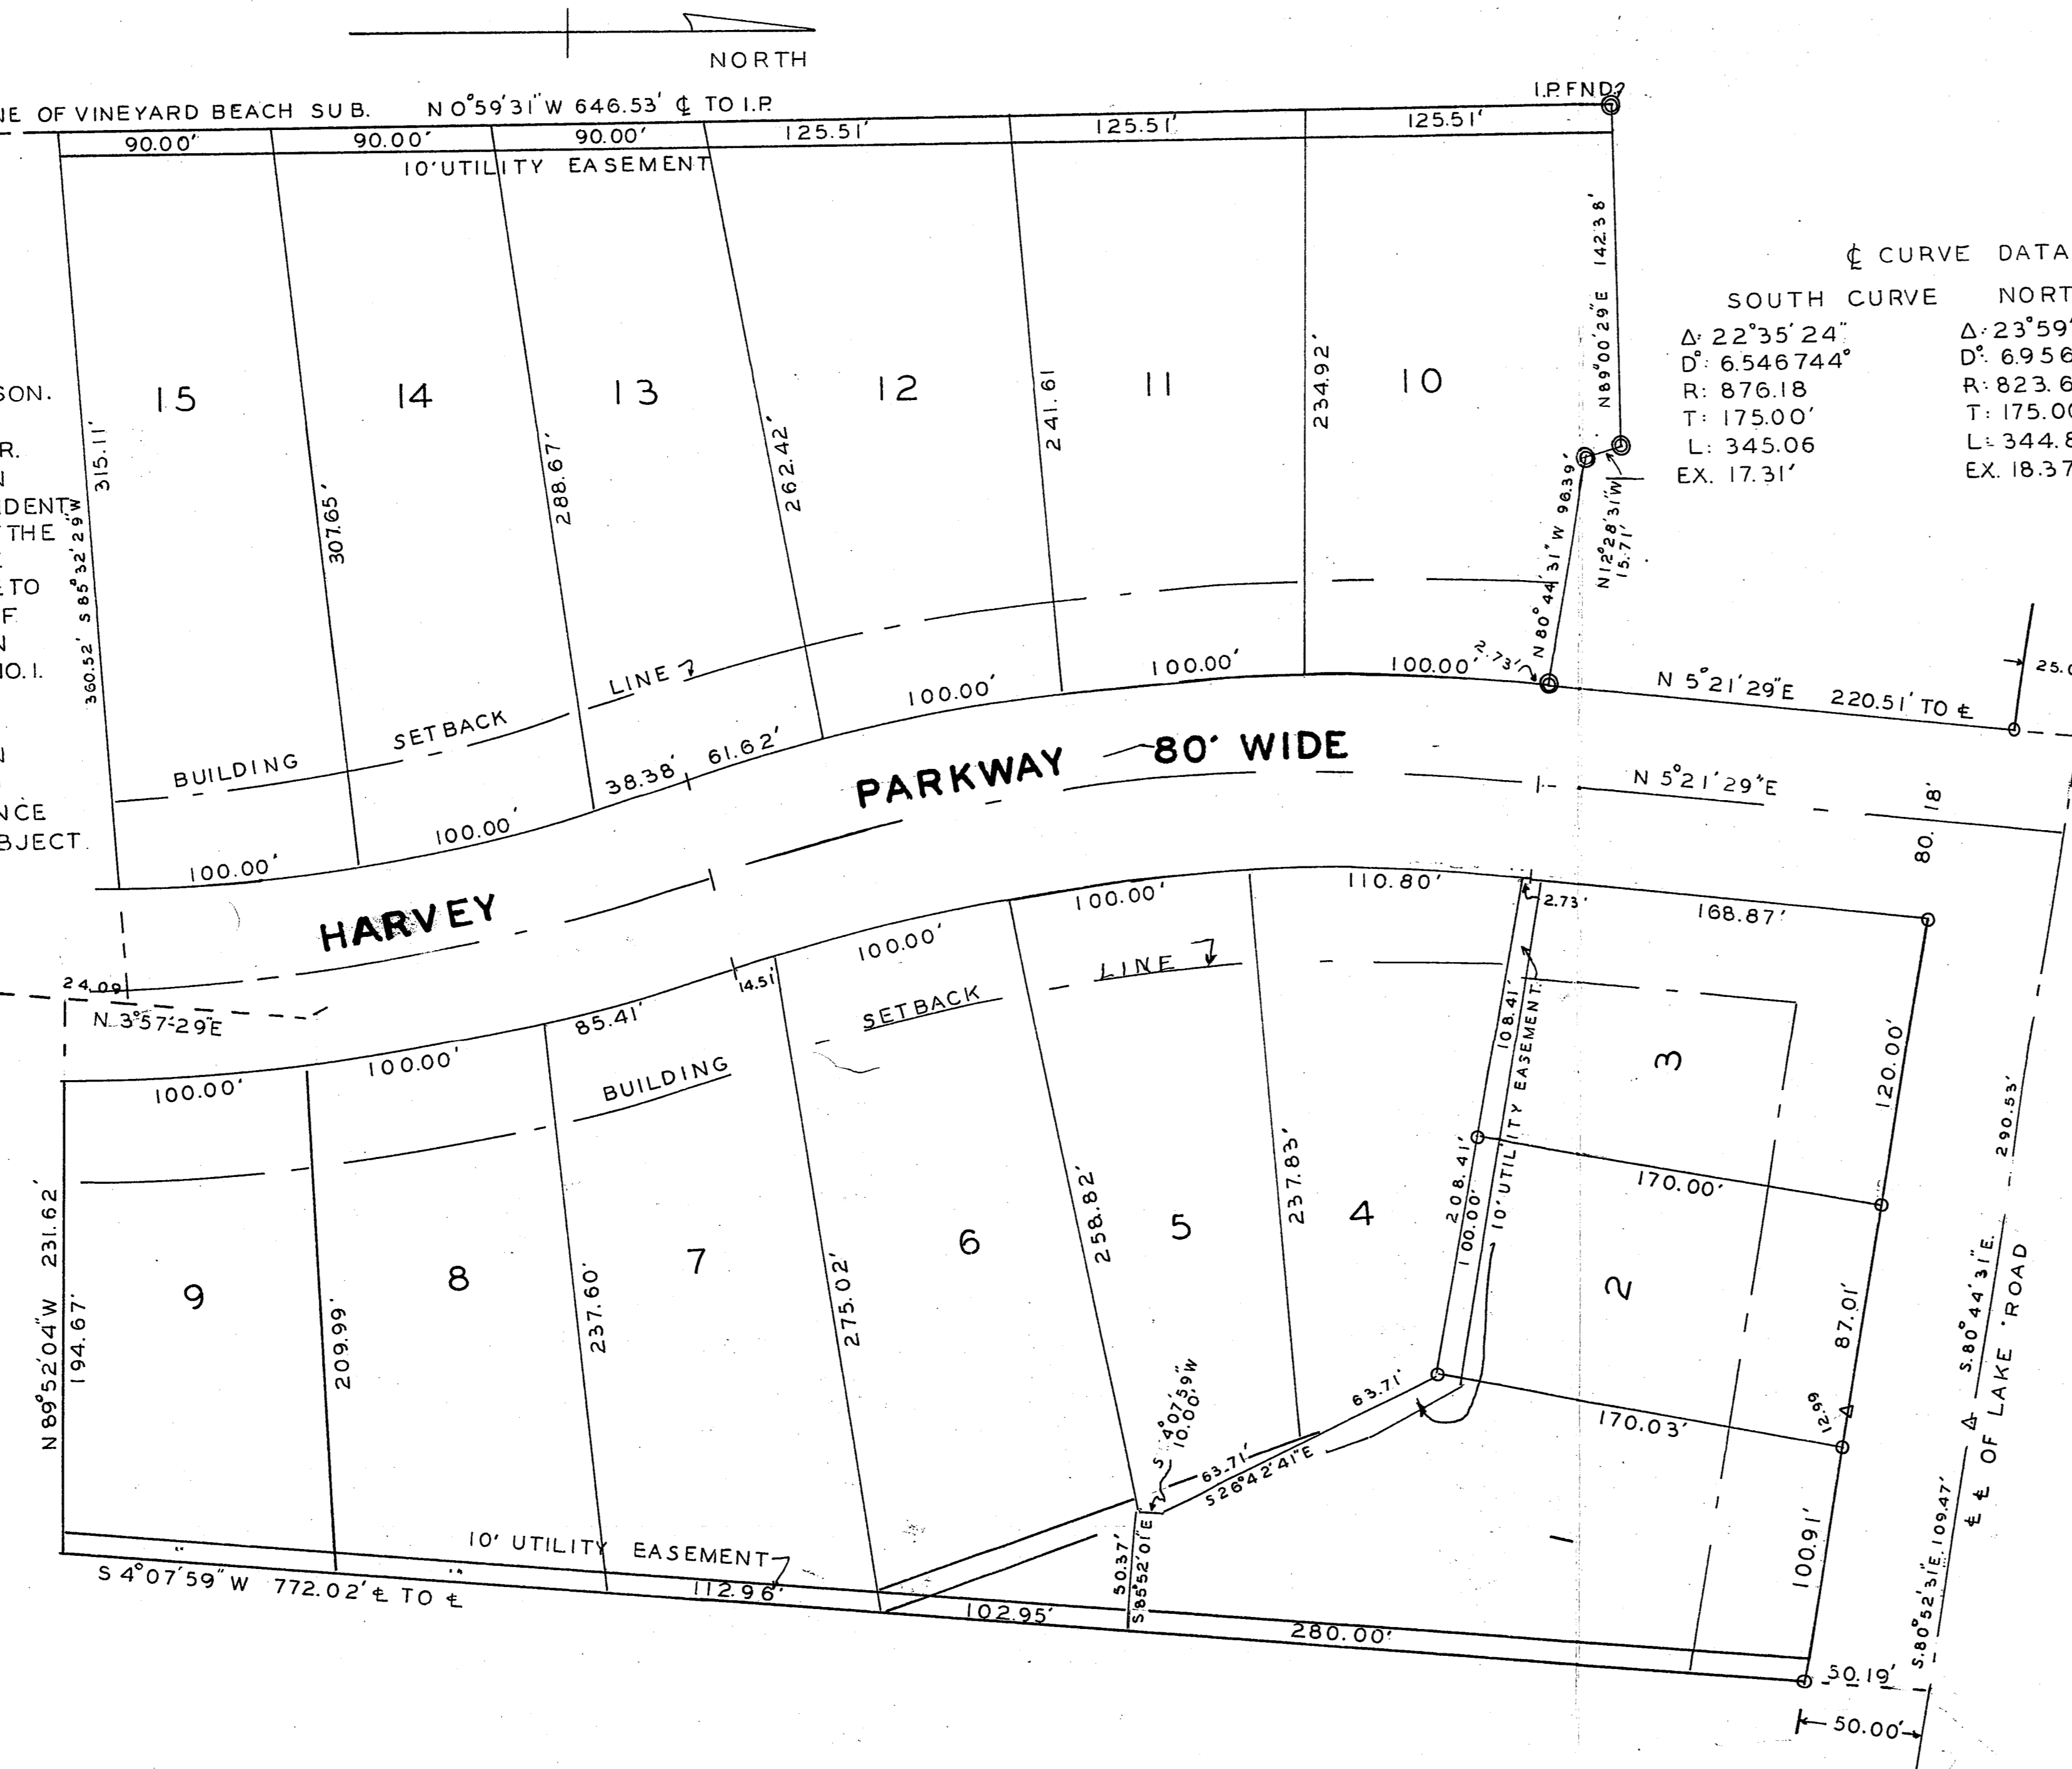 NORTH
NE OF VINEYARD BEACH SUB. N 0°59'31"W 646.53' ℄ TO I.P.
I.P. FND.
90.00' 90.00' 90.00' 125.51' 125.51' 125.51'
10' UTILITY EASEMENT
15 14 13 12 11 10
315.11'
360.52' S 85°32'29"W
307.65'
288.67'
262.42'
241.61
234.92'
N 89°00'29"E 142.38'
N 12°28'31"W
15.71'
N 80°44'31"W 96.39'
2.73'
℄ CURVE DATA
SOUTH CURVE NORT
Δ: 22°35'24" Δ: 23°59'
D°: 6.546744° D°: 6.956
R: 876.18 R: 823.6
T: 175.00' T: 175.00
L: 345.06 L: 344.8
EX. 17.31' EX. 18.37
SON.
R.
N
DENT
THE
E TO
F
N
NO. 1.
N
NCE
BJECT.
BUILDING SETBACK LINE
100.00' 100.00' 38.38' 61.62' 100.00' 100.00' 100.00'
N 5°21'29"E 220.51' TO ℄
25.0
HARVEY PARKWAY 80' WIDE
N 5°21'29"E
80.18'
24.09
N 3°57'29"E
100.00' 100.00' 85.41' 14.51' 100.00' 100.00' 110.80' 2.73' 168.87'
BUILDING SETBACK LINE
N 89°52'04"W 231.62'
194.67'
209.99'
237.60'
275.02'
258.82'
237.83'
208.41'
108.41'
100.00'
10' UTILITY EASEMENT
9 8 7 6 5 4 3 2 1
120.00'
170.00'
87.01'
12.99
170.03'
100.91'
290.53'
S.80°44'31"E.
℄ OF LAKE ROAD
S.80°52'31"E. 109.47'
63.71'
63.71'
S 26°42'41"E
S 4°07'59"W
10.00'
50.37'
S 85°52'01"E
10' UTILITY EASEMENT
S 4°07'59"W 772.02' ℄ TO ℄
112.96' 102.95' 280.00'
50.19'
50.00'